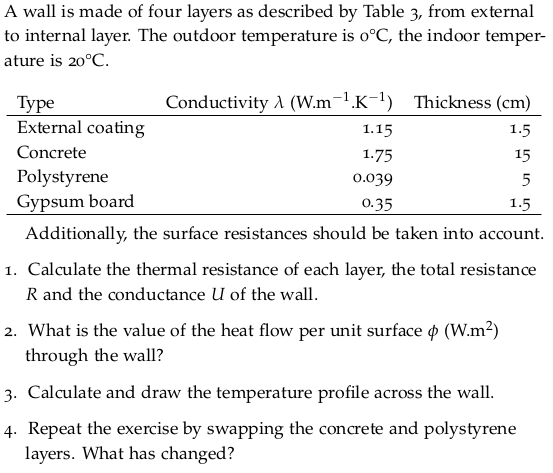 A wall is made of four layers as described by Table 3, from external
to internal layer. The outdoor temperature is 0°C, the indoor temper-
ature is 20°C.
Type Conductivity λ (W.m⁻¹.K⁻¹) Thickness (cm)
External coating 1.15 1.5
Concrete 1.75 15
Polystyrene 0.039 5
Gypsum board 0.35 1.5
Additionally, the surface resistances should be taken into account.
1. Calculate the thermal resistance of each layer, the total resistance
R and the conductance U of the wall.
2. What is the value of the heat flow per unit surface ϕ (W.m²)
through the wall?
3. Calculate and draw the temperature profile across the wall.
4. Repeat the exercise by swapping the concrete and polystyrene
layers. What has changed?